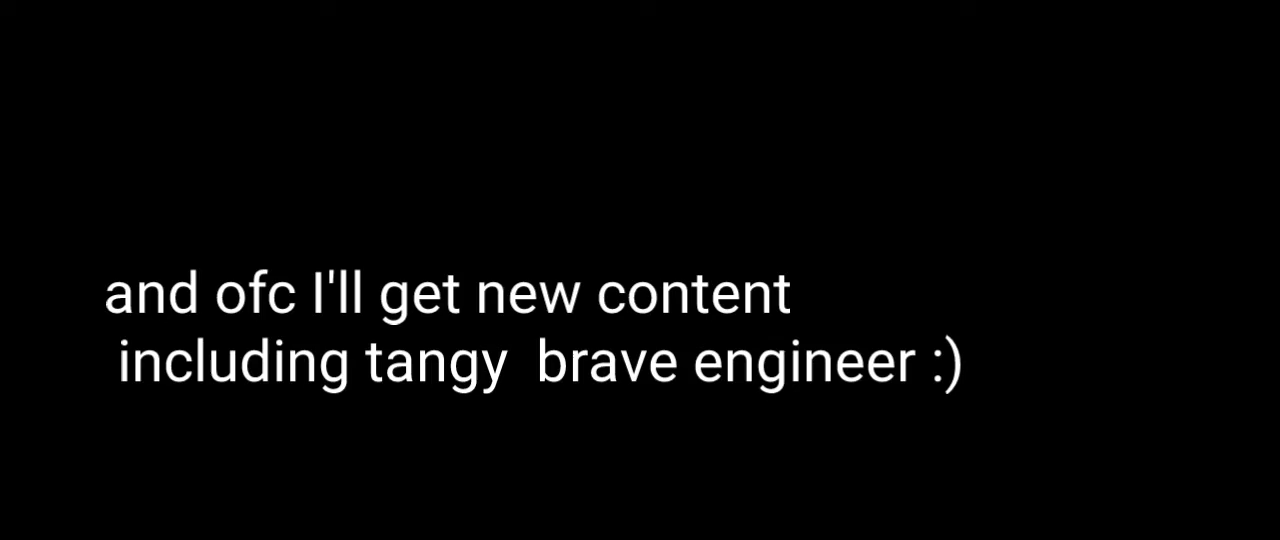 and ofc I'll get new content
including tangy  brave engineer :)